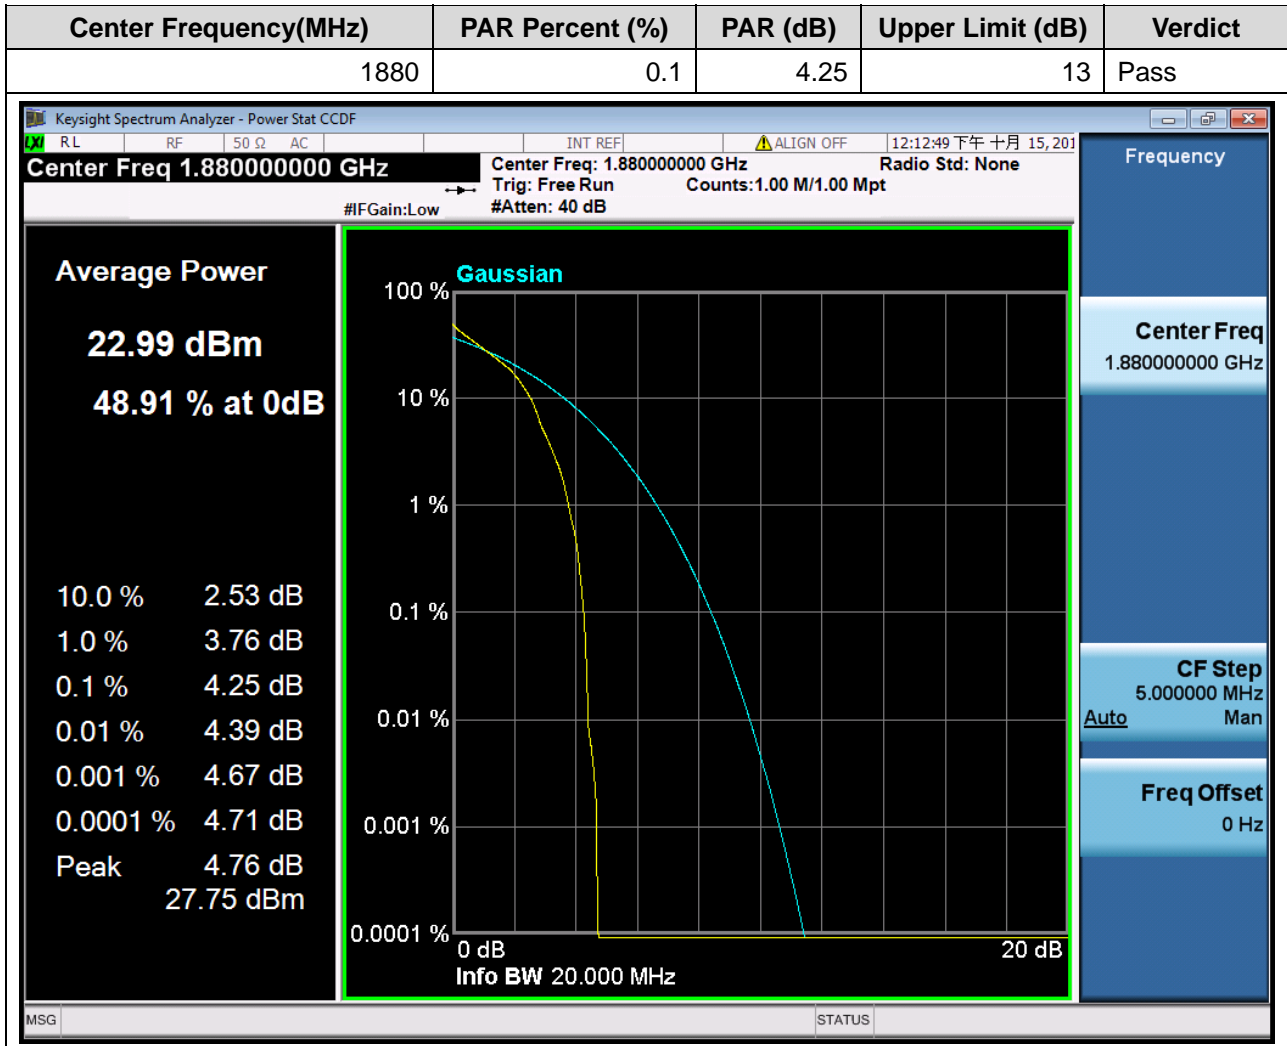 Center Frequency(MHz) PAR Percent (%) PAR (dB) Upper Limit (dB) Verdict
1880 0.1 4.25 13 Pass
Keysight Spectrum Analyzer - Power Stat CCDF
LXI RL RF 50 Ω AC INT REF ALIGN OFF 12:12:49 下午 十月 15, 201
Center Freq 1.880000000 GHz
#IFGain:Low
Center Freq: 1.880000000 GHz Radio Std: None
Trig: Free Run Counts:1.00 M/1.00 Mpt
#Atten: 40 dB
Average Power
22.99 dBm
48.91 % at 0dB
10.0 % 2.53 dB
1.0 % 3.76 dB
0.1 % 4.25 dB
0.01 % 4.39 dB
0.001 % 4.67 dB
0.0001 % 4.71 dB
Peak 4.76 dB
27.75 dBm
Gaussian
100 %
10 %
1 %
0.1 %
0.01 %
0.001 %
0.0001 %
0 dB 20 dB
Info BW 20.000 MHz
Frequency
Center Freq
1.880000000 GHz
CF Step
5.000000 MHz
Auto Man
Freq Offset
0 Hz
MSG STATUS